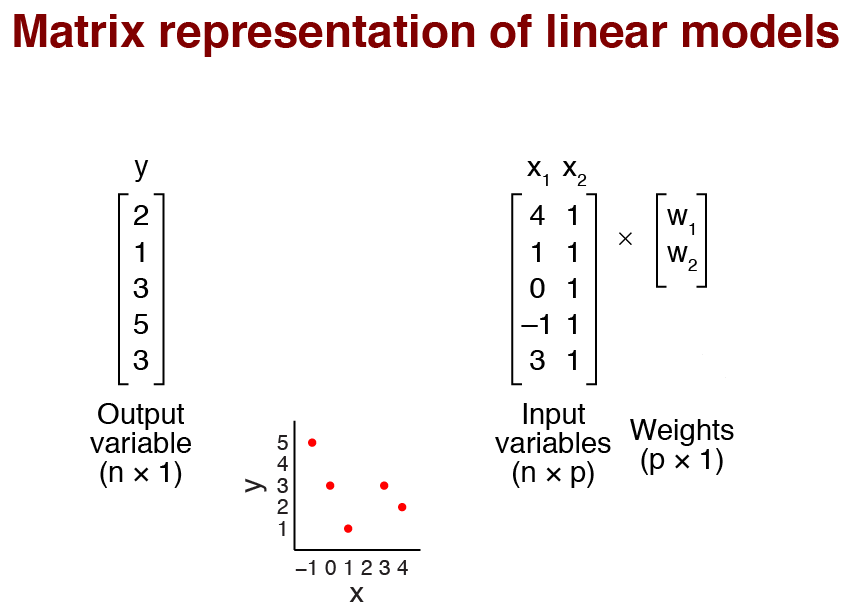 Matrix representation of linear models
y
2
1
3
5
3
Output
variable
(n × 1)
x1 x2
4 1
1 1
0 1
–1 1
3 1
×
w1
w2
Input
variables
(n × p)
Weights
(p × 1)
y
5
4
3
2
1
–1 0 1 2 3 4
x